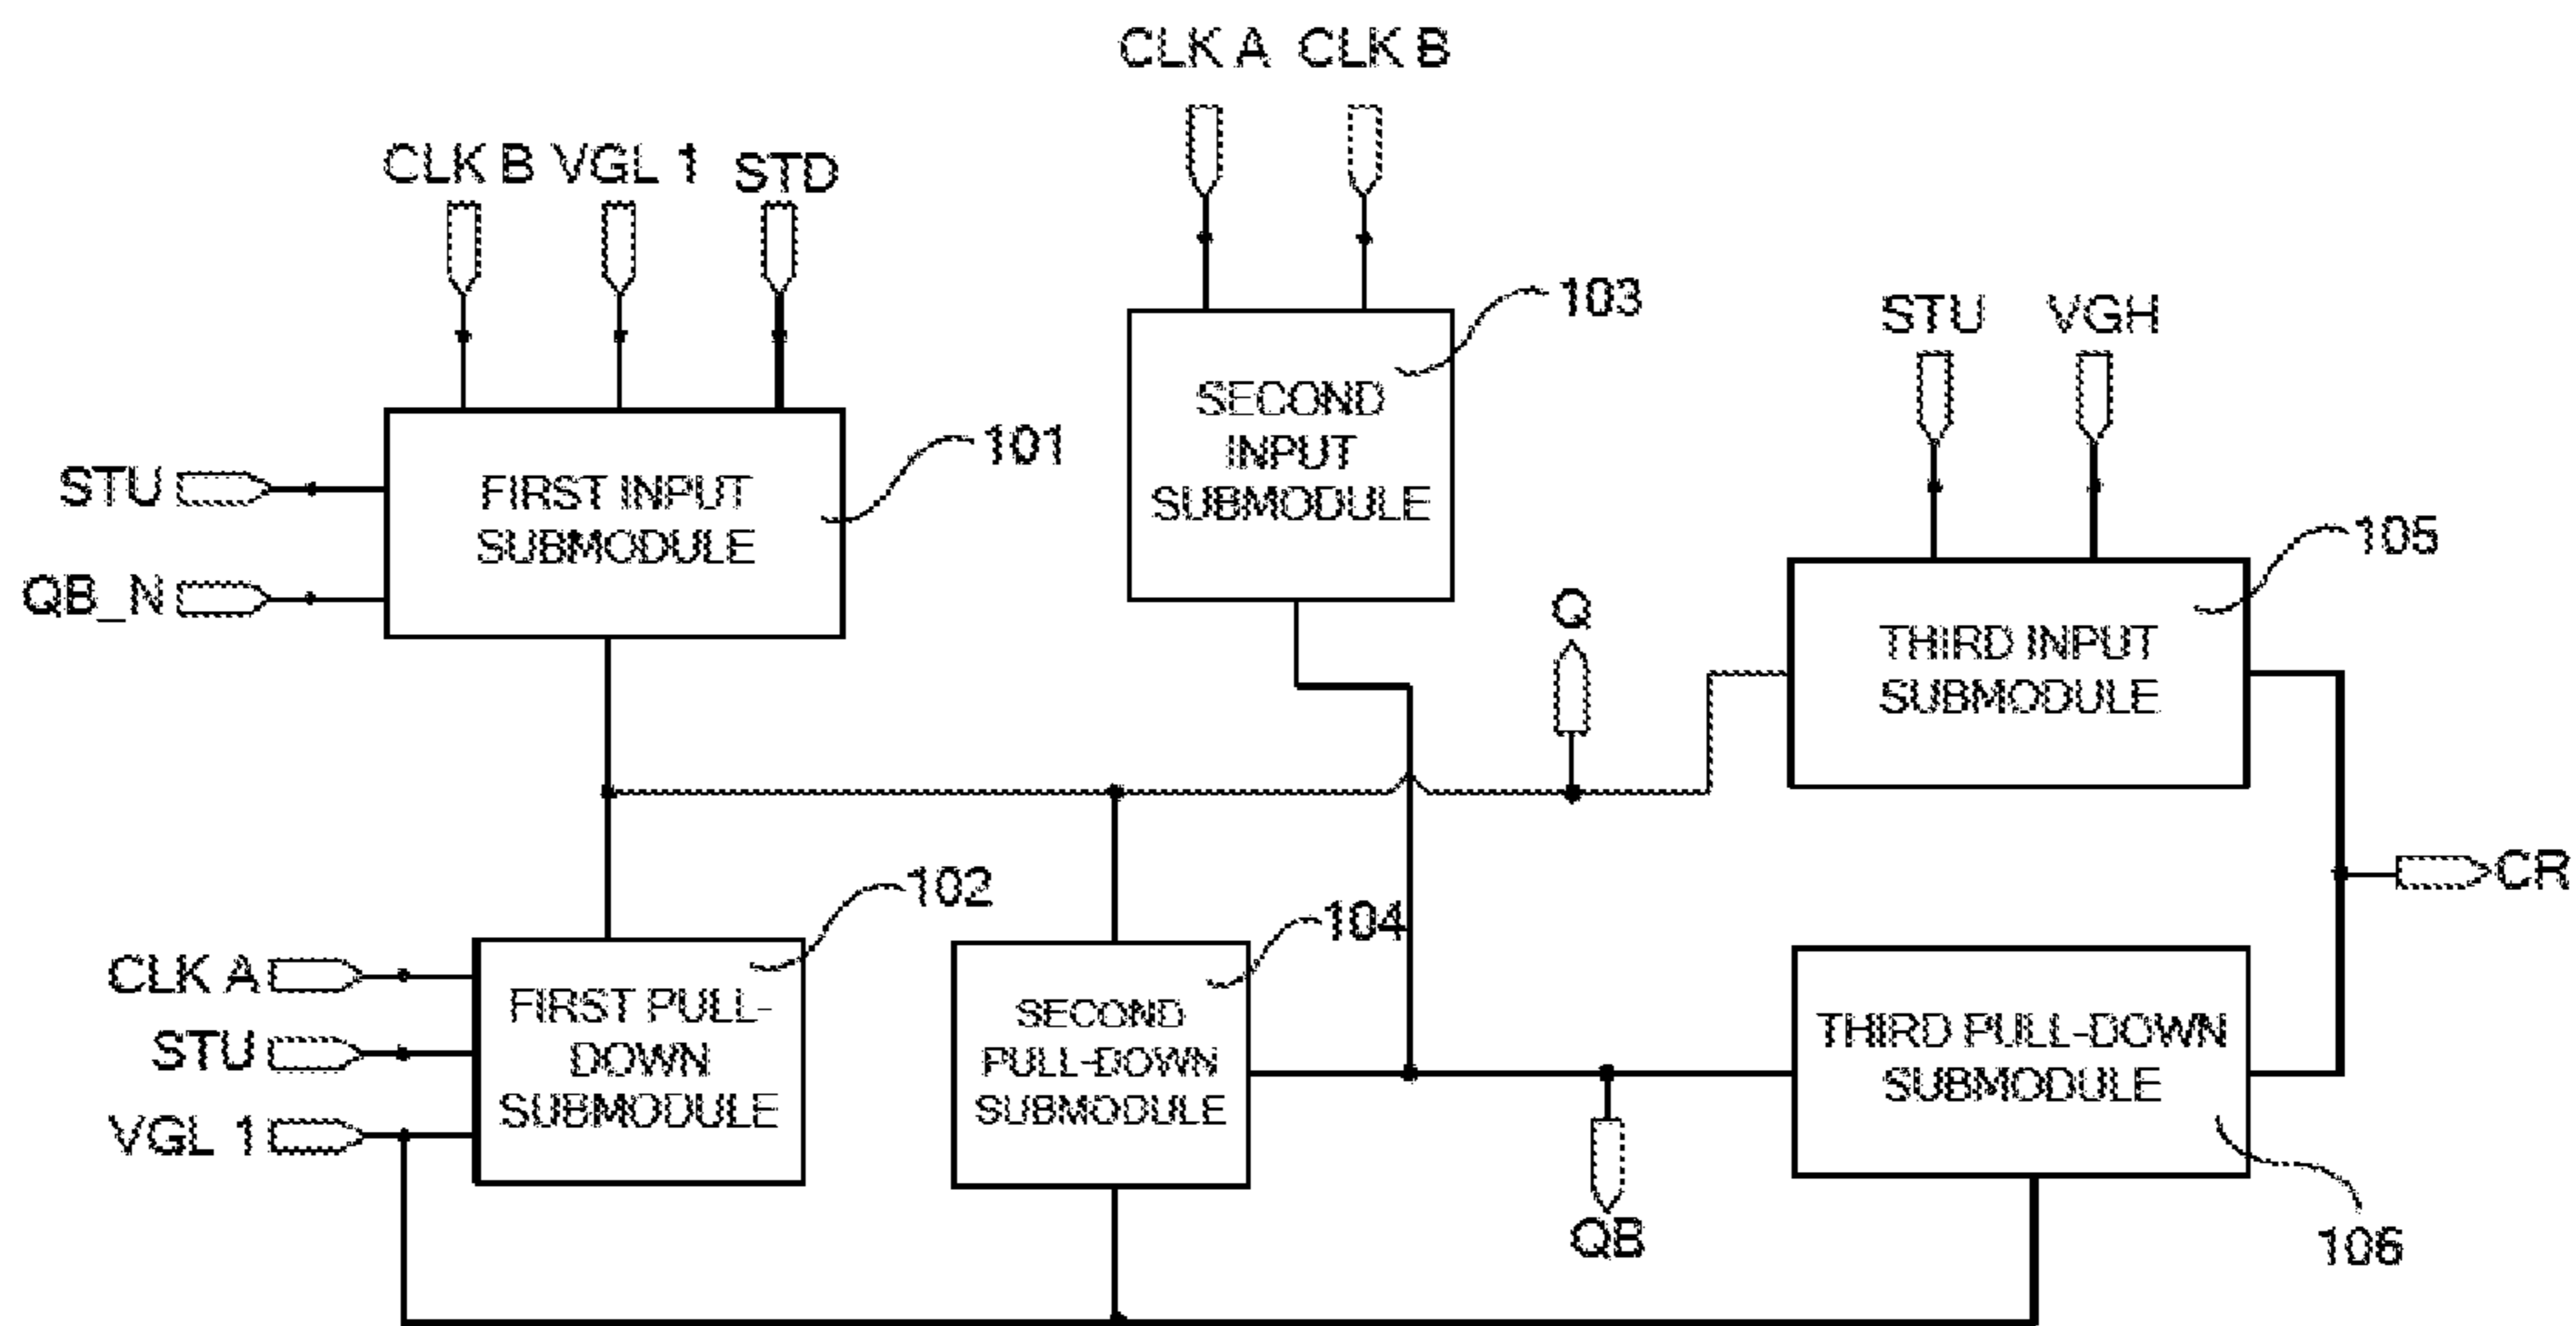 CLK A CLK B
CLK B VGL 1 STD
103
STU VGH
SECOND
INPUT
SUBMODULE
101
STU
FIRST INPUT
SUBMODULE
105
QB_N
Q
THIRD INPUT
SUBMODULE
102
104
CR
CLK A
STU
VGL 1
FIRST PULL-
DOWN
SUBMODULE
SECOND
PULL-DOWN
SUBMODULE
THIRD PULL-DOWN
SUBMODULE
QB
106